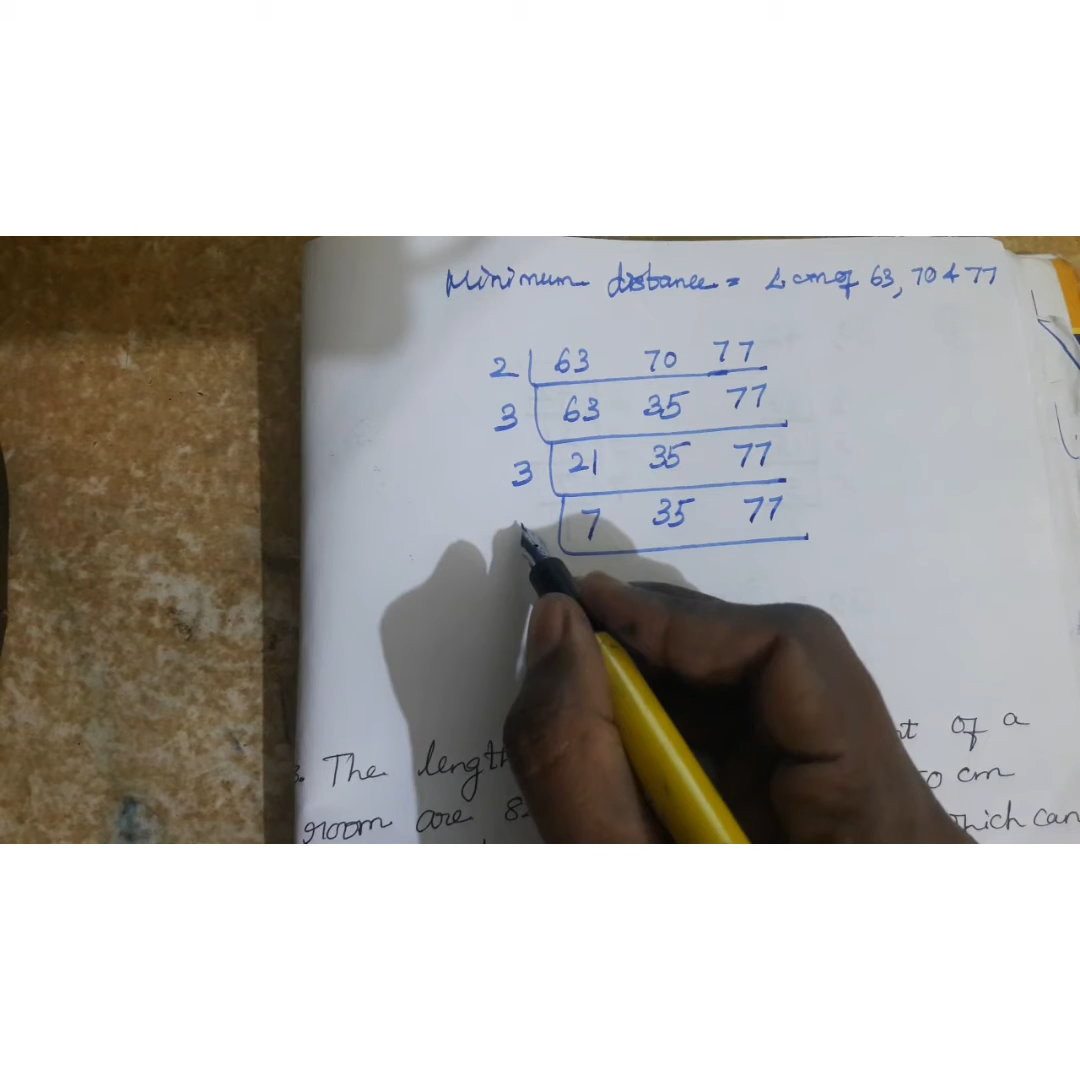 Minimum distance = Lcm of 63, 70 & 77
2 63 70 77
3 63 35 77
3 21 35 77
7 35 77
The of a
cm
room are which can